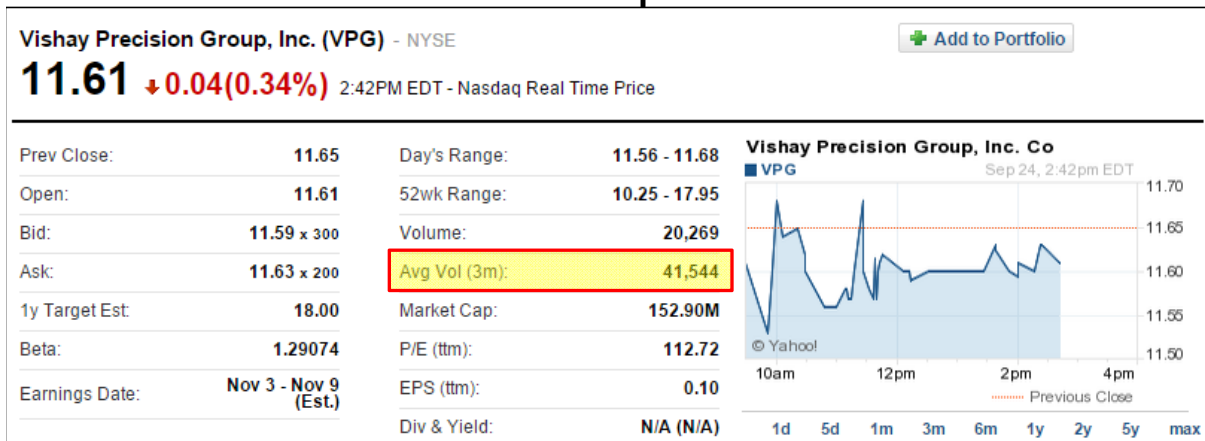 Vishay Precision Group, Inc. (VPG) - NYSE
Add to Portfolio
11.61 0.04(0.34%) 2:42PM EDT - Nasdaq Real Time Price
Prev Close: 11.65
Open: 11.61
Bid: 11.59 x 300
Ask: 11.63 x 200
1y Target Est: 18.00
Beta: 1.29074
Earnings Date: Nov 3 - Nov 9 (Est.)
Day's Range: 11.56 - 11.68
52wk Range: 10.25 - 17.95
Volume: 20,269
Avg Vol (3m): 41,544
Market Cap: 152.90M
P/E (ttm): 112.72
EPS (ttm): 0.10
Div & Yield: N/A (N/A)
Vishay Precision Group, Inc. Co
VPG Sep 24, 2:42pm EDT
11.70
11.65
11.60
11.55
11.50
© Yahoo!
10am 12pm 2pm 4pm
Previous Close
1d 5d 1m 3m 6m 1y 2y 5y max